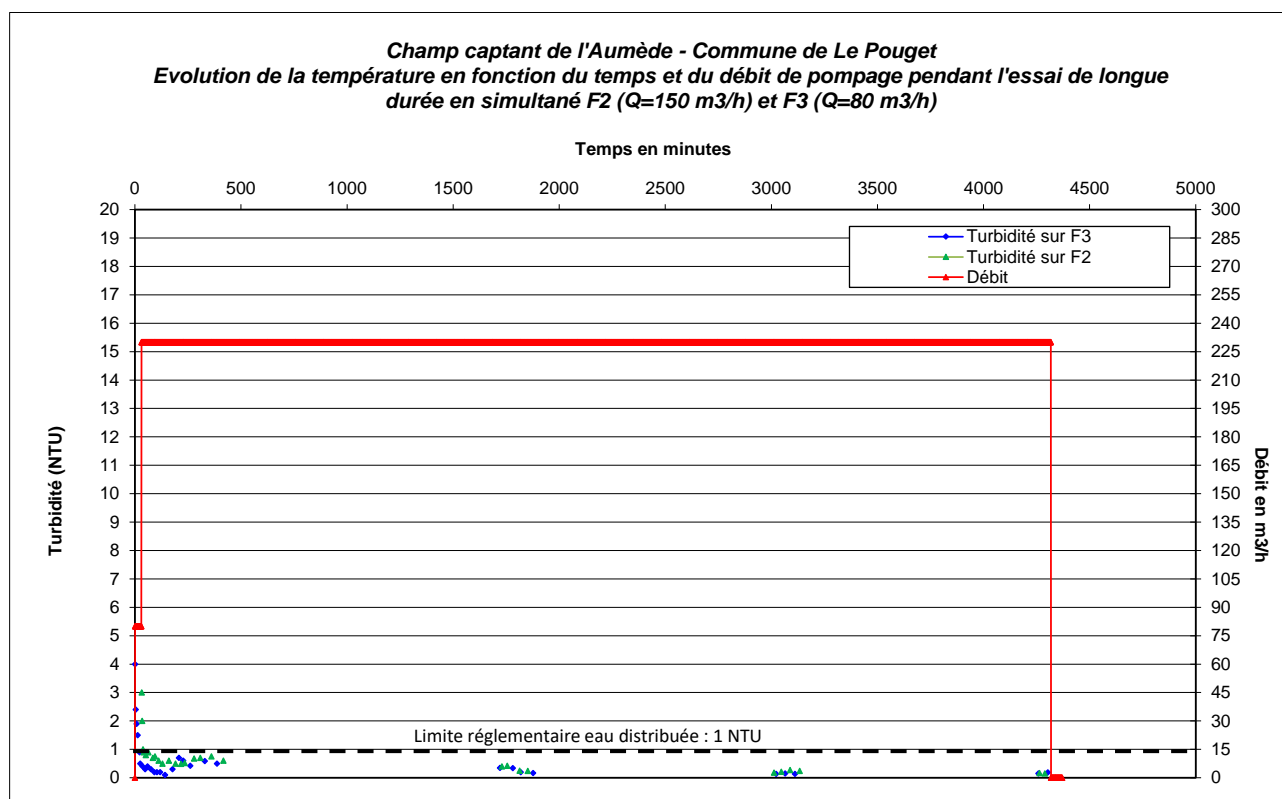 Champ captant de l'Aumède - Commune de Le Pouget
Evolution de la température en fonction du temps et du débit de pompage pendant l'essai de longue
durée en simultané F2 (Q=150 m3/h) et F3 (Q=80 m3/h)
Temps en minutes
0 500 1000 1500 2000 2500 3000 3500 4000 4500 5000
20 300
19 285
18 270
17 255
16 240
15 225
14 210
13 195
12 180
11 165
10 150
9 135
8 120
7 105
6 90
5 75
4 60
3 45
2 30
1 15
0 0
Turbidité (NTU)
Débit en m3/h
Turbidité sur F3
Turbidité sur F2
Débit
Limite réglementaire eau distribuée : 1 NTU